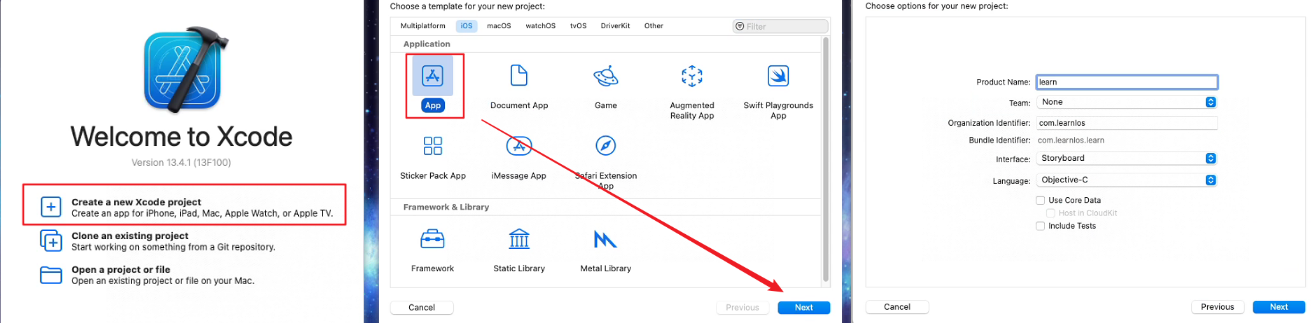 Welcome to Xcode
Version 13.4.1 (13F100)
Create a new Xcode project
Create an app for iPhone, iPad, Mac, Apple Watch, or Apple TV.
Clone an existing project
Start working on something from a Git repository.
Open a project or file
Open an existing project or file on your Mac.
Choose a template for your new project:
Multiplatform iOS macOS watchOS tvOS DriverKit Other Filter
Application
App Document App Game Augmented Reality App Swift Playgrounds App
Sticker Pack App iMessage App Safari Extension App
Framework & Library
Framework Static Library Metal Library
Cancel Previous Next
Choose options for your new project:
Product Name: learn
Team: None
Organization Identifier: com.learnIos
Bundle Identifier: com.learnIos.learn
Interface: Storyboard
Language: Objective-C
Use Core Data
Host in CloudKit
Include Tests
Cancel Previous Next